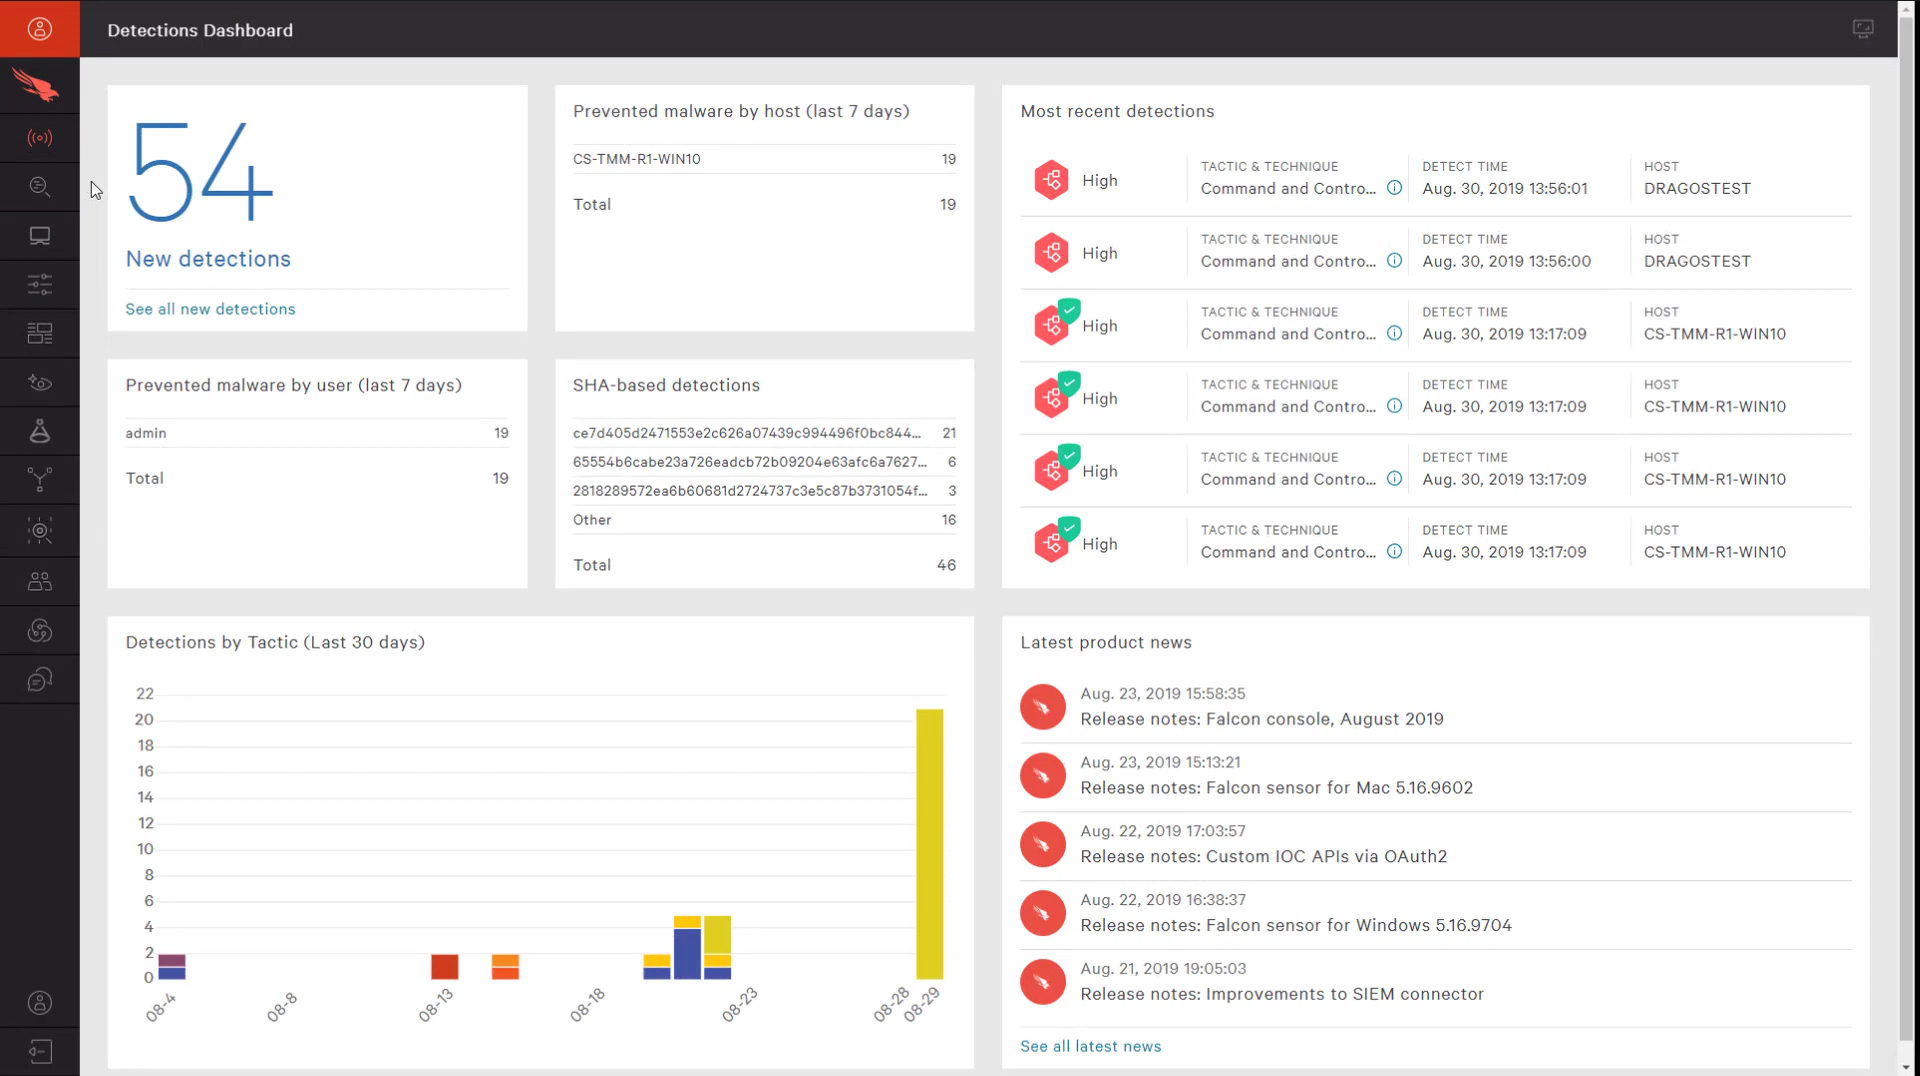 Detections Dashboard
54
New detections
See all new detections
Prevented malware by host (last 7 days)
CS-TMM-R1-WIN10 19
Total 19
Most recent detections
High
TACTIC & TECHNIQUE
Command and Contro...
DETECT TIME
Aug. 30, 2019 13:56:01
HOST
DRAGOSTEST
High
TACTIC & TECHNIQUE
Command and Contro...
DETECT TIME
Aug. 30, 2019 13:56:00
HOST
DRAGOSTEST
High
TACTIC & TECHNIQUE
Command and Contro...
DETECT TIME
Aug. 30, 2019 13:17:09
HOST
CS-TMM-R1-WIN10
High
TACTIC & TECHNIQUE
Command and Contro...
DETECT TIME
Aug. 30, 2019 13:17:09
HOST
CS-TMM-R1-WIN10
High
TACTIC & TECHNIQUE
Command and Contro...
DETECT TIME
Aug. 30, 2019 13:17:09
HOST
CS-TMM-R1-WIN10
High
TACTIC & TECHNIQUE
Command and Contro...
DETECT TIME
Aug. 30, 2019 13:17:09
HOST
CS-TMM-R1-WIN10
Prevented malware by user (last 7 days)
admin 19
Total 19
SHA-based detections
ce7d405d2471553e2c626a07439c994496f0bc844... 21
65554b6cabe23a726eadcb72b09204e63afc6a7627... 6
2818289572ea6b60681d2724737c3e5c87b3731054f... 3
Other 16
Total 46
Detections by Tactic (Last 30 days)
22
20
18
16
14
12
10
8
6
4
2
0
08-4
08-8
08-13
08-18
08-23
08-28
08-29
Latest product news
Aug. 23, 2019 15:58:35
Release notes: Falcon console, August 2019
Aug. 23, 2019 15:13:21
Release notes: Falcon sensor for Mac 5.16.9602
Aug. 22, 2019 17:03:57
Release notes: Custom IOC APIs via OAuth2
Aug. 22, 2019 16:38:37
Release notes: Falcon sensor for Windows 5.16.9704
Aug. 21, 2019 19:05:03
Release notes: Improvements to SIEM connector
See all latest news